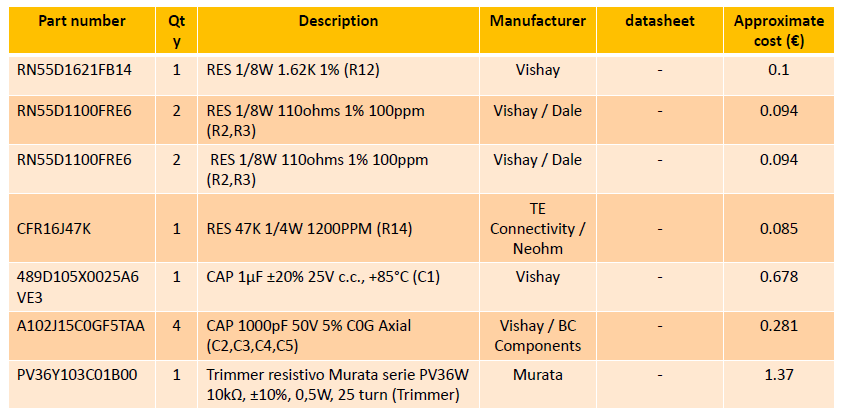 Part number Qt Description Manufacturer datasheet Approximate
y cost (€)
RN55D1621FB14 1 RES 1/8W 1.62K 1% (R12) Vishay - 0.1
RN55D1100FRE6 2 RES 1/8W 110ohms 1% 100ppm Vishay / Dale - 0.094
(R2,R3)
RN55D1100FRE6 2 RES 1/8W 110ohms 1% 100ppm Vishay / Dale - 0.094
(R2,R3)
TE
CFR16J47K 1 RES 47K 1/4W 1200PPM (R14) Connectivity / - 0.085
Neohm
489D105X0025A6 1 CAP 1µF ±20% 25V c.c., +85°C (C1) Vishay - 0.678
VE3
A102J15C0GF5TAA 4 CAP 1000pF 50V 5% C0G Axial Vishay / BC - 0.281
(C2,C3,C4,C5) Components
PV36Y103C01B00 1 Trimmer resistivo Murata serie PV36W Murata - 1.37
10kΩ, ±10%, 0,5W, 25 turn (Trimmer)